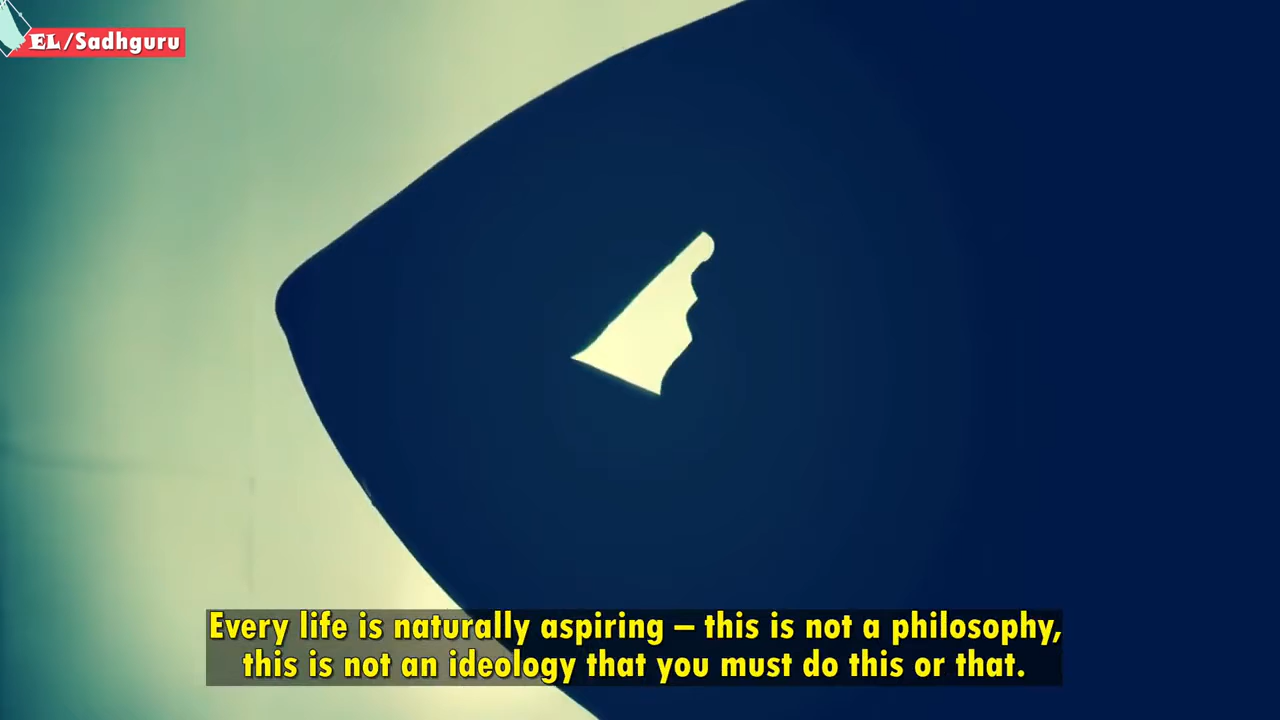 EL/Sadhguru
Every life is naturally aspiring – this is not a philosophy,
this is not an ideology that you must do this or that.